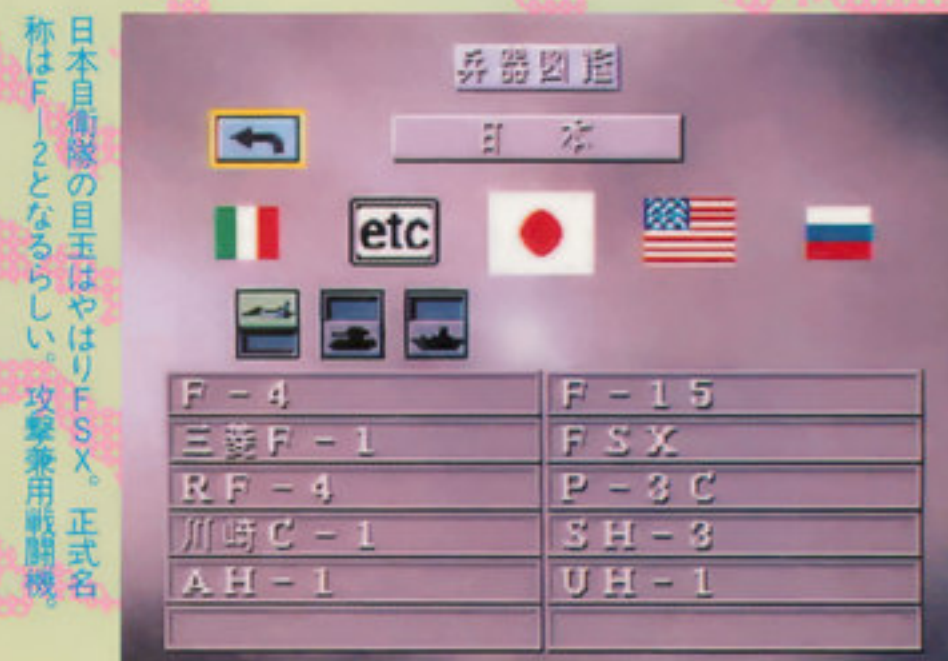 日本自衛隊の目玉はやはりFSX。正式名
称はF—2となるらしい。攻撃兼用戦闘機。
兵器図鑑
日本
etc
F-4
F-15
三菱F-1
FSX
RF-4
P-3C
川崎C-1
SH-3
AH-1
UH-1